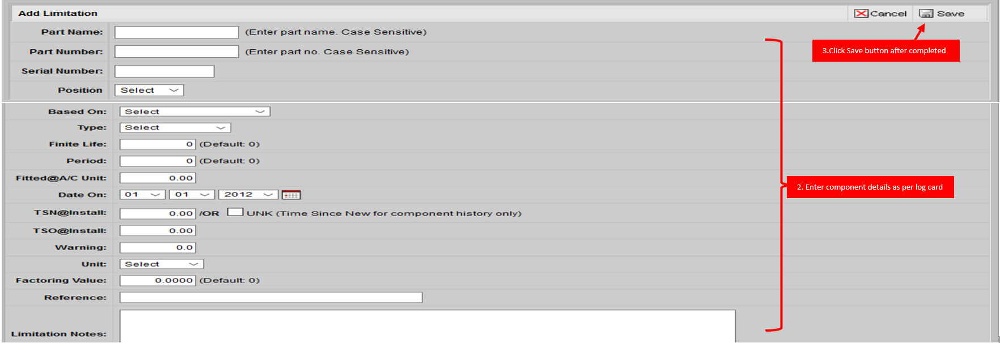 Add Limitation
Cancel
Save
Part Name: (Enter part name. Case Sensitive)
3.Click Save button after completed
Part Number: (Enter part no. Case Sensitive)
Serial Number:
Position Select
Based On: Select
Type: Select
Finite Life: 0 (Default: 0)
Period: 0 (Default: 0)
Fitted@A/C Unit: 0.00
2. Enter component details as per log card
Date On: 01 01 2012
TSN@Install: 0.00 /OR UNK (Time Since New for component history only)
TSO@Install: 0.00
Warning: 0.0
Unit: Select
Factoring Value: 0.0000 (Default: 0)
Reference:
Limitation Notes: